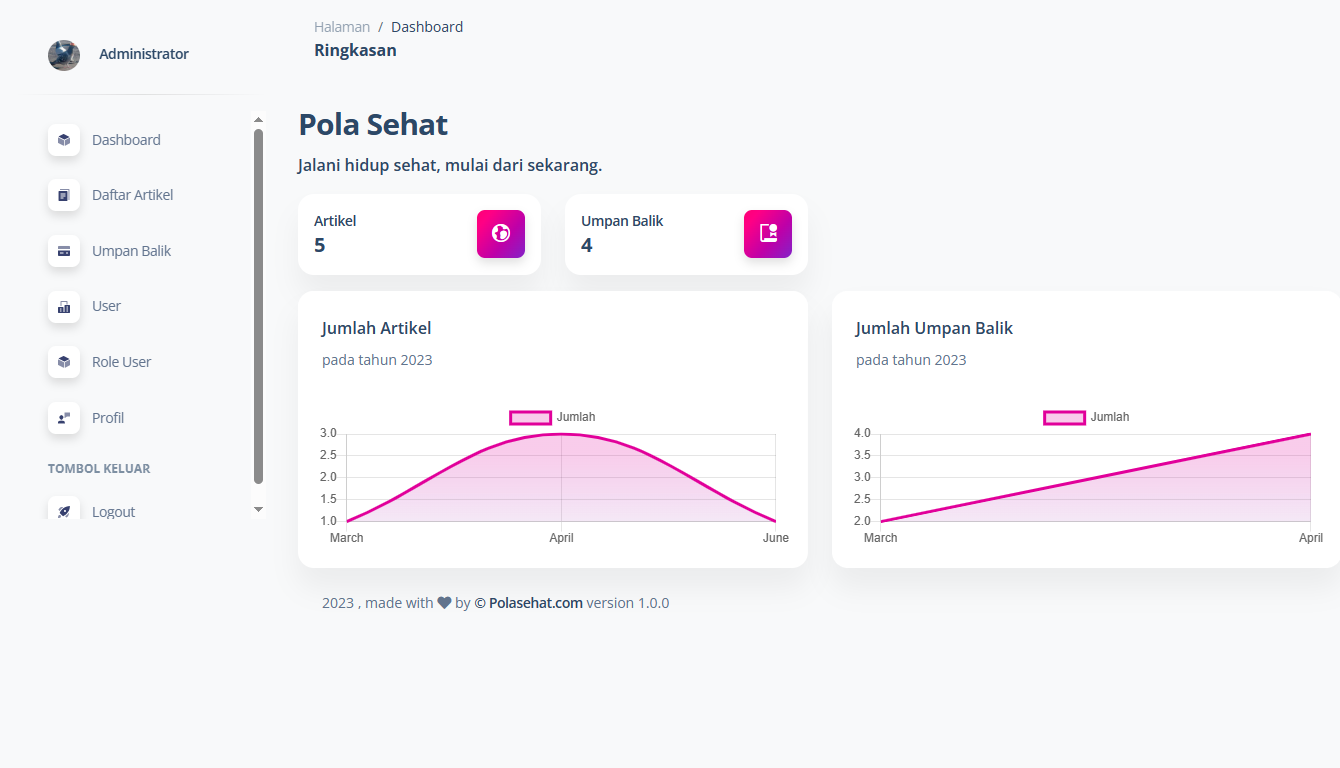 Administrator
Dashboard
Daftar Artikel
Umpan Balik
User
Role User
Profil
TOMBOL KELUAR
Logout
Halaman / Dashboard
Ringkasan
Pola Sehat
Jalani hidup sehat, mulai dari sekarang.
Artikel
5
Umpan Balik
4
Jumlah Artikel
pada tahun 2023
Jumlah
3.0
2.5
2.0
1.5
1.0
March April June
Jumlah Umpan Balik
pada tahun 2023
Jumlah
4.0
3.5
3.0
2.5
2.0
March April
2023 , made with ♥ by © Polasehat.com version 1.0.0